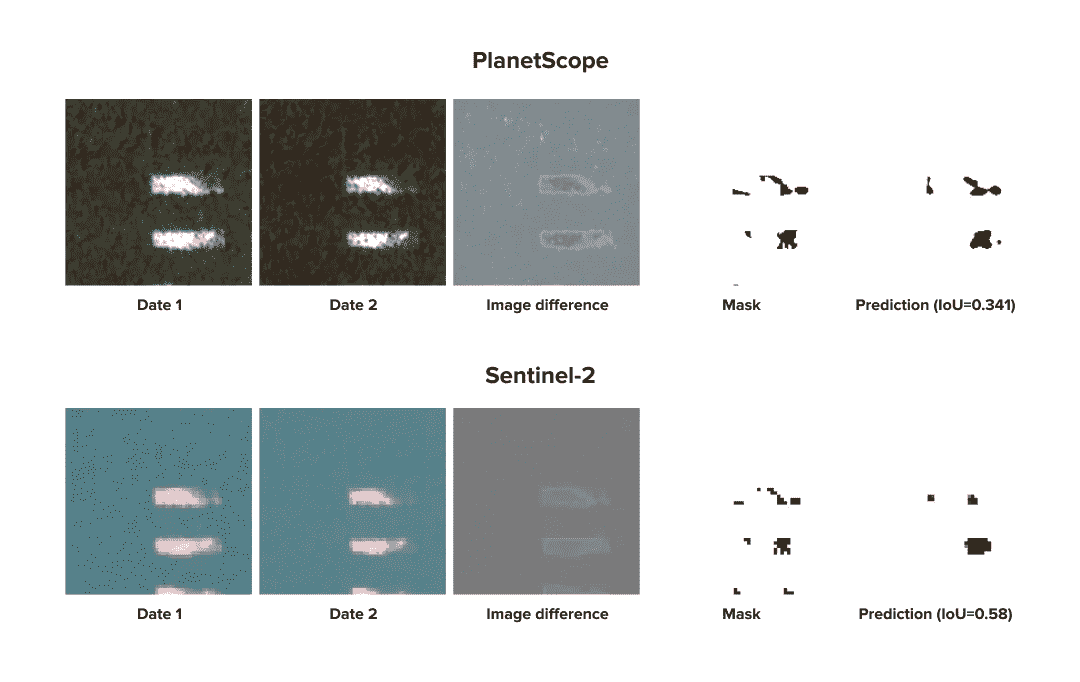 PlanetScope
Date 1
Date 2
Image difference
Mask
Prediction (IoU=0.341)
Sentinel-2
Date 1
Date 2
Image difference
Mask
Prediction (IoU=0.58)